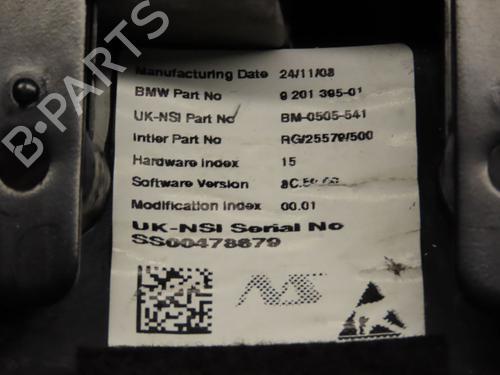 Manufacturing Date 24/11/08
BMW Part No 9 201 395-01
UK-NSI Part No BM-0505-541
Intier Part No RG/25579/500
Hardware Index 15
Software Version
Modification Index 00.01
UK-NSI Serial No
SS00478679
NS
B